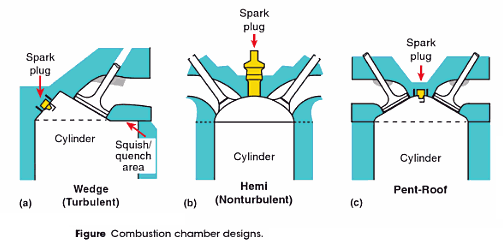 Spark
plug
Cylinder
Squish/
quench
area
Wedge
(Turbulent)
(a)
Spark
plug
Cylinder
Hemi
(Nonturbulent)
(b)
Spark
plug
Cylinder
Pent-Roof
(c)
Figure Combustion chamber designs.